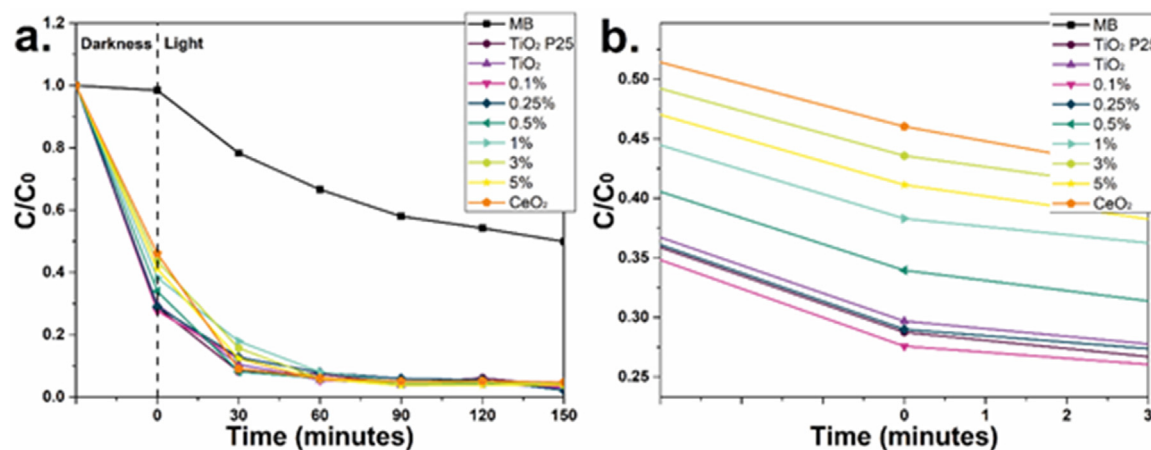 a.
Darkness
Light
MB
TiO₂ P25
TiO₂
0.1%
0.25%
0.5%
1%
3%
5%
CeO₂
C/C₀
1.2
1.0
0.8
0.6
0.4
0.2
0.0
0 30 60 90 120 150
Time (minutes)
b.
MB
TiO₂ P25
TiO₂
0.1%
0.25%
0.5%
1%
3%
5%
CeO₂
C/C₀
0.50
0.45
0.40
0.35
0.30
0.25
0 1 2 3
Time (minutes)